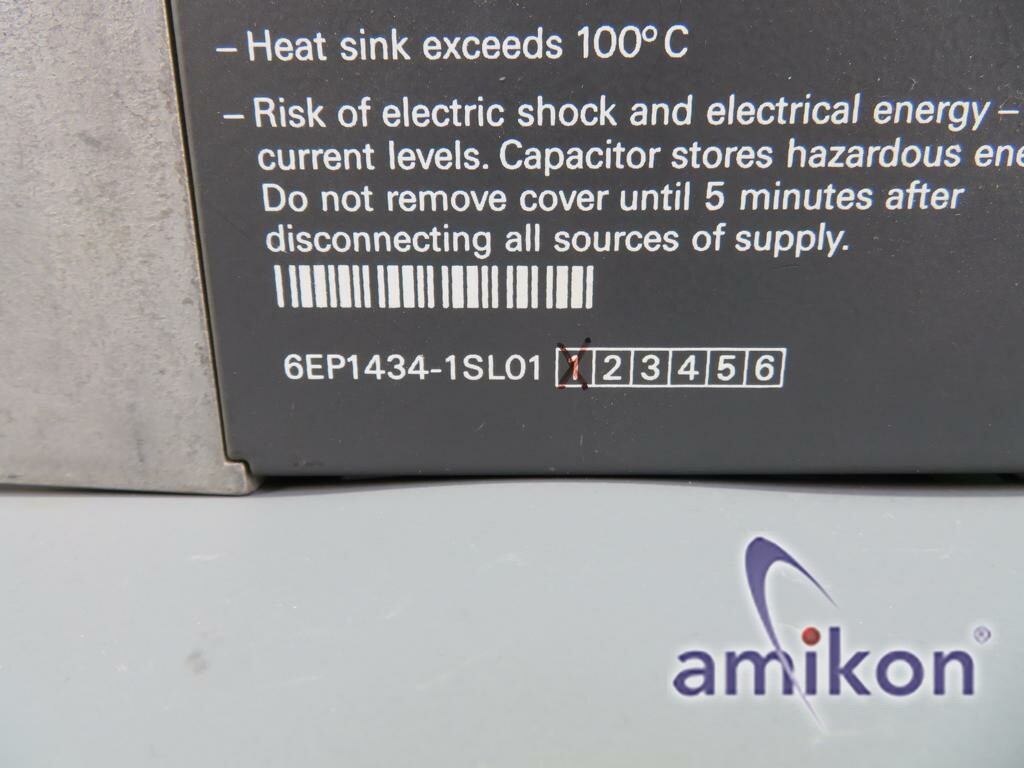 – Heat sink exceeds 100° C
– Risk of electric shock and electrical energy –
current levels. Capacitor stores hazardous ene
Do not remove cover until 5 minutes after
disconnecting all sources of supply.
6EP1434-1SL01 1 2 3 4 5 6
amikon®